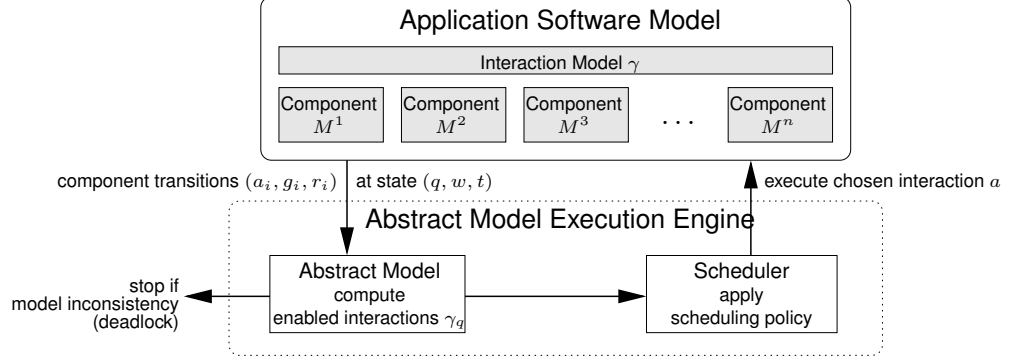 Application Software Model
Interaction Model γ
Component Component Component Component
M¹ M² M³ . . . Mⁿ
component transitions (aᵢ, gᵢ, rᵢ) at state (q, w, t) execute chosen interaction a
Abstract Model Execution Engine
stop if
model inconsistency
(deadlock)
Abstract Model
compute
enabled interactions γ_q
Scheduler
apply
scheduling policy